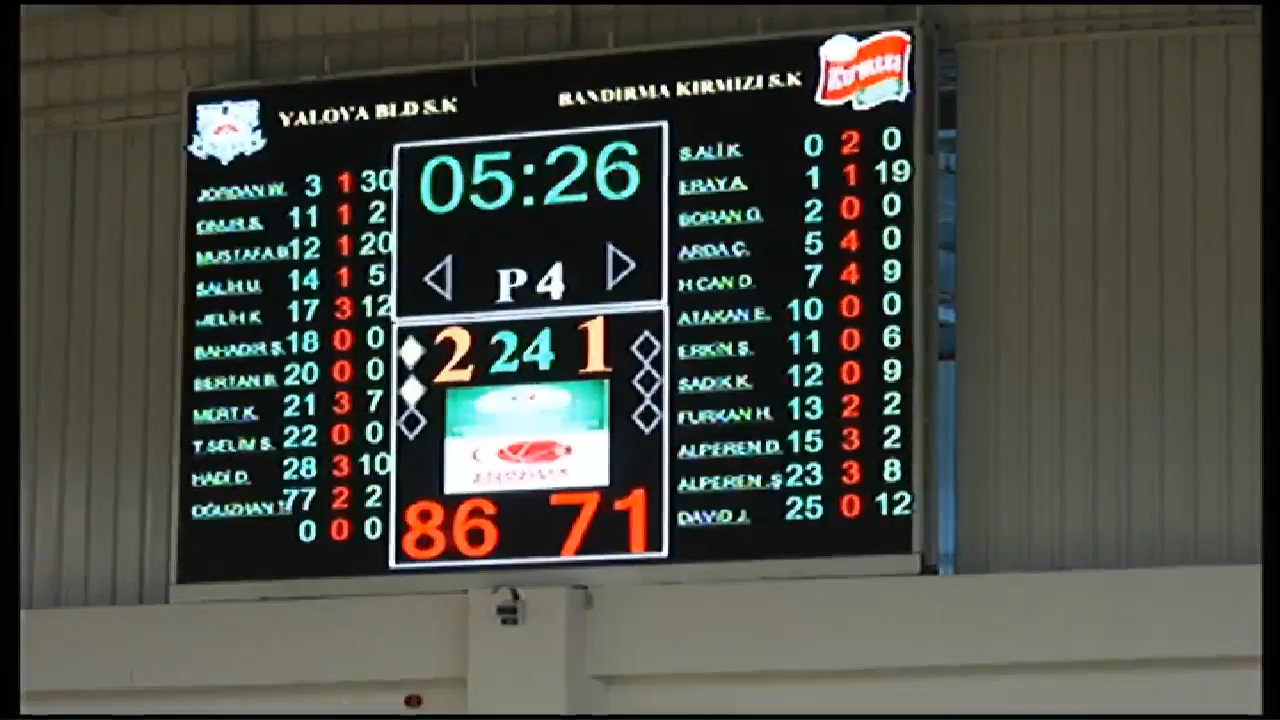 YALOVA BLD S.K
BANDIRMA KIRMIZI S.K
05:26
P4
2 24 1
86 71
JORDAN W. 3 1 30
ONUR S. 11 1 2
MUSTAFA B 12 1 20
SALİH U. 14 1 5
MELİH K 17 3 12
BAHADIR Ş. 18 0 0
BERTAN B. 20 0 0
MERT K. 21 3 7
T.SELİM S. 22 0 0
HADİ D. 28 3 10
OĞUZHAN T 77 2 2
0 0 0
S.ALİ K. 0 2 0
ERAY A. 1 1 19
BORAN G. 2 0 0
ARDA Ç. 5 4 0
H.CAN D. 7 4 9
ATAKAN E. 10 0 0
ERKİN Ş. 11 0 6
SADIK K. 12 0 9
FURKAN H. 13 2 2
ALPEREN D. 15 3 2
ALPEREN .Ş 23 3 8
DAVID J. 25 0 12